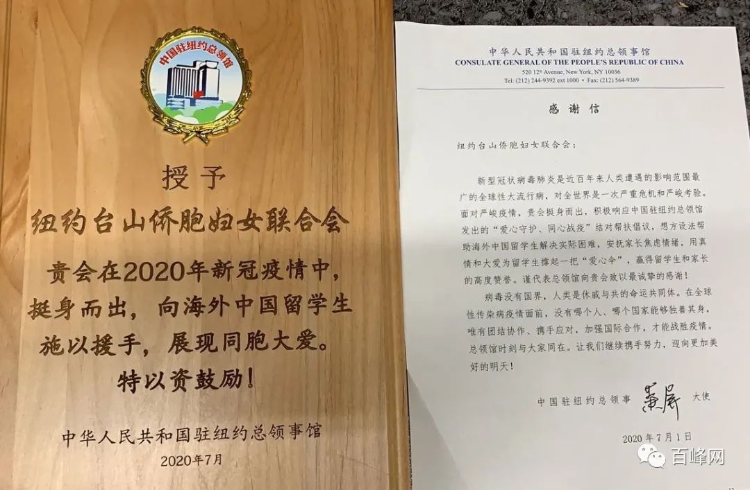 中国驻纽约总领馆
授予
纽约台山侨胞妇女联合会
贵会在2020年新冠疫情中，
挺身而出，向海外中国留学生
施以援手，展现同胞大爱。
特以资鼓励！
中华人民共和国驻纽约总领事馆
2020年7月
中华人民共和国驻纽约总领事馆
CONSULATE GENERAL OF THE PEOPLE'S REPUBLIC OF CHINA
520 12th Avenue, New York, NY 10036
Tel: (212) 244-9392 ext 1000 • Fax: (212) 564-9389
感谢信
纽约台山侨胞妇女联合会：
新型冠状病毒肺炎是近百年来人类遭遇的影响范围最
广的全球性大流行病，对全世界是一次严重危机和严峻考验。
面对严峻疫情，贵会挺身而出，积极响应中国驻纽约总领馆
发出的“爱心守护、同心战疫”结对帮扶倡议，想方设法帮
助海外中国留学生解决实际困难，安抚家长焦虑情绪，用真
情和大爱为留学生撑起一把“爱心伞”，赢得留学生和家长
的高度赞誉。谨代表总领馆向贵会致以最诚挚的感谢！
病毒没有国界，人类是休戚与共的命运共同体。在全球
性传染病疫情面前，没有哪个人、哪个国家能够独善其身，
唯有团结协作、携手应对，加强国际合作，才能战胜疫情。
总领馆时刻与大家同在。让我们继续携手努力，迎向更加美
好的明天！
中国驻纽约总领事 黄屏 大使
2020年7月1日
百峰网